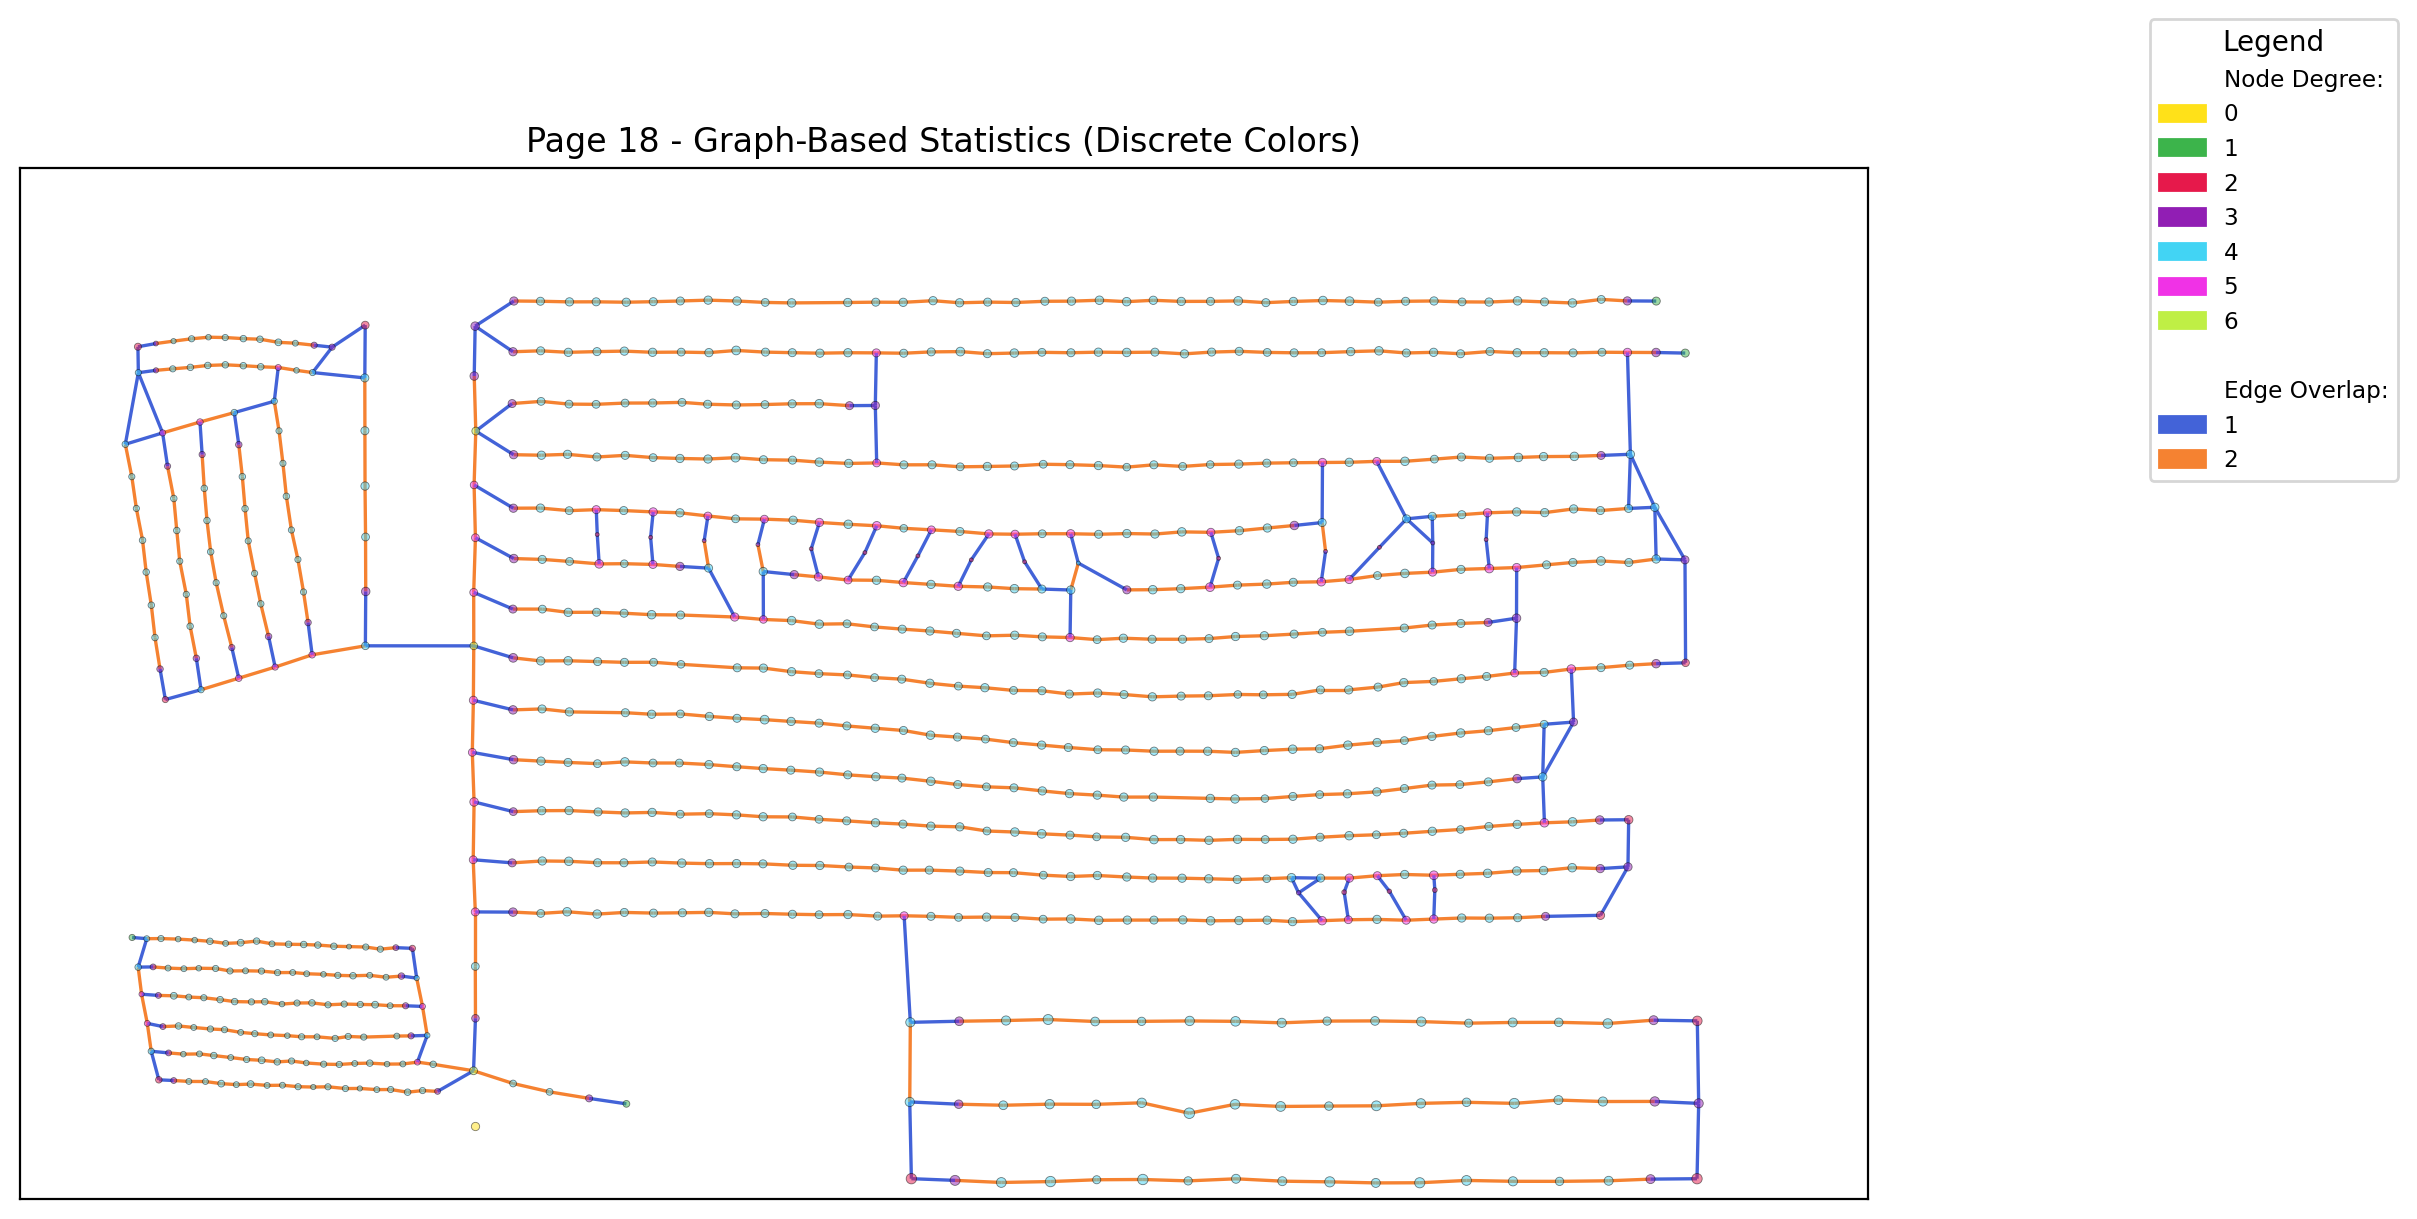 Page 18 - Graph-Based Statistics (Discrete Colors)
Legend
Node Degree:
0
1
2
3
4
5
6
Edge Overlap:
1
2